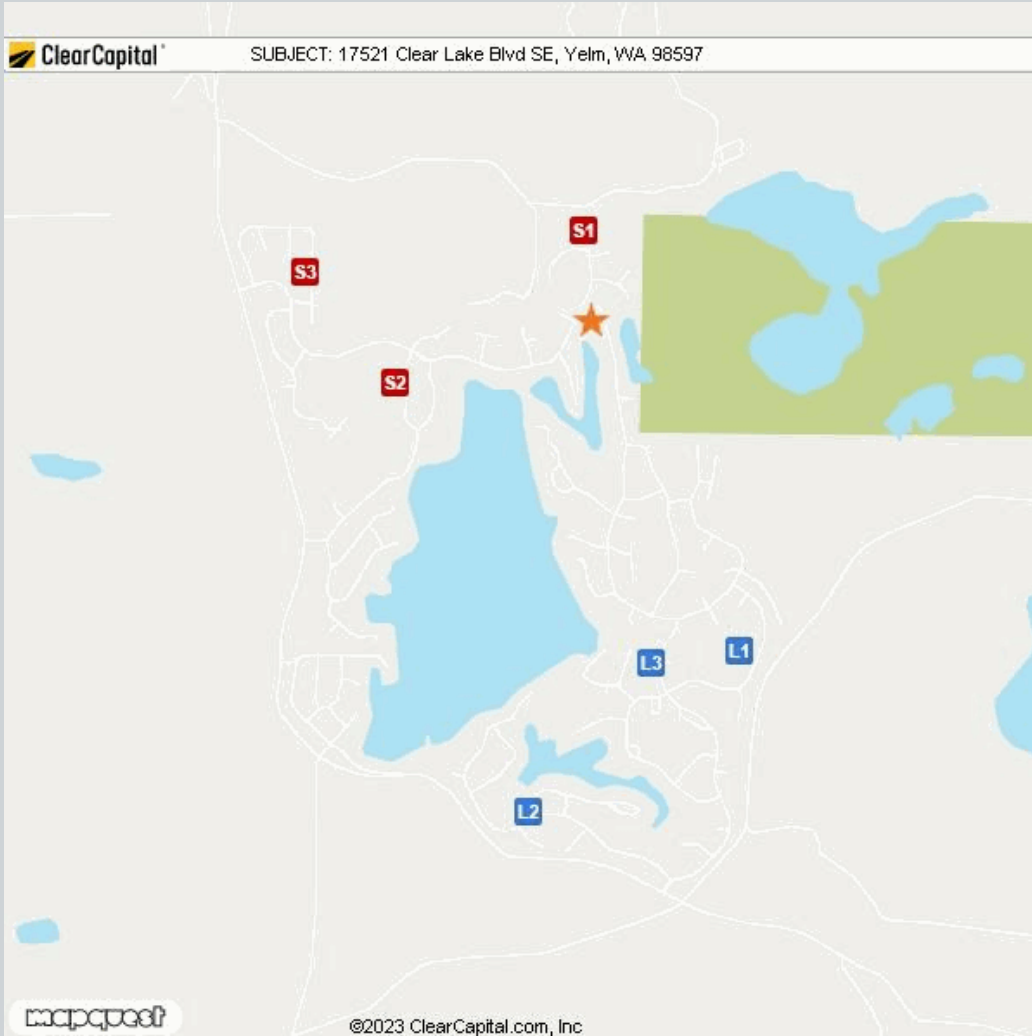 ClearCapital SUBJECT: 17521 Clear Lake Blvd SE, Yelm, WA 98597
S1
S3
S2
L1
L3
L2
mapquest
©2023 ClearCapital.com, Inc